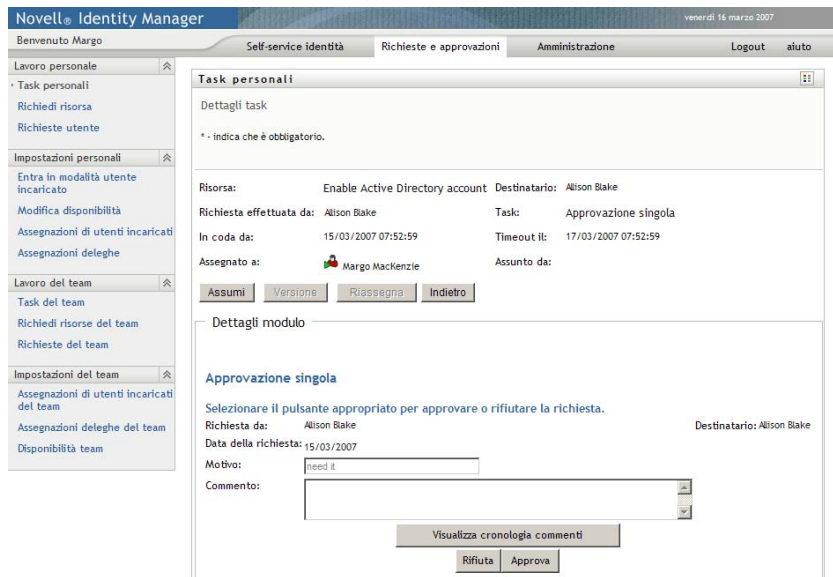 Novell® Identity Manager
venerdì 16 marzo 2007
Benvenuto Margo
Self-service identità
Richieste e approvazioni
Amministrazione
Logout
aiuto
Lavoro personale
Task personali
Richiedi risorsa
Richieste utente
Impostazioni personali
Entra in modalità utente
incaricato
Modifica disponibilità
Assegnazioni di utenti incaricati
Assegnazioni deleghe
Lavoro del team
Task del team
Richiedi risorse del team
Richieste del team
Impostazioni del team
Assegnazioni di utenti incaricati
del team
Assegnazioni deleghe del team
Disponibilità team
Task personali
Dettagli task
* - indica che è obbligatorio.
Risorsa: Enable Active Directory account Destinatario: Allison Blake
Richiesta effettuata da: Allison Blake Task: Approvazione singola
In coda da: 15/03/2007 07:52:59 Timeout il: 17/03/2007 07:52:59
Assegnato a: Margo MacKenzie Assunto da:
Assumi Versione Riassegna Indietro
Dettagli modulo
Approvazione singola
Selezionare il pulsante appropriato per approvare o rifiutare la richiesta.
Richiesta da: Allison Blake Destinatario: Allison Blake
Data della richiesta: 15/03/2007
Motivo: need it
Commento:
Visualizza cronologia commenti
Rifiuta Approva